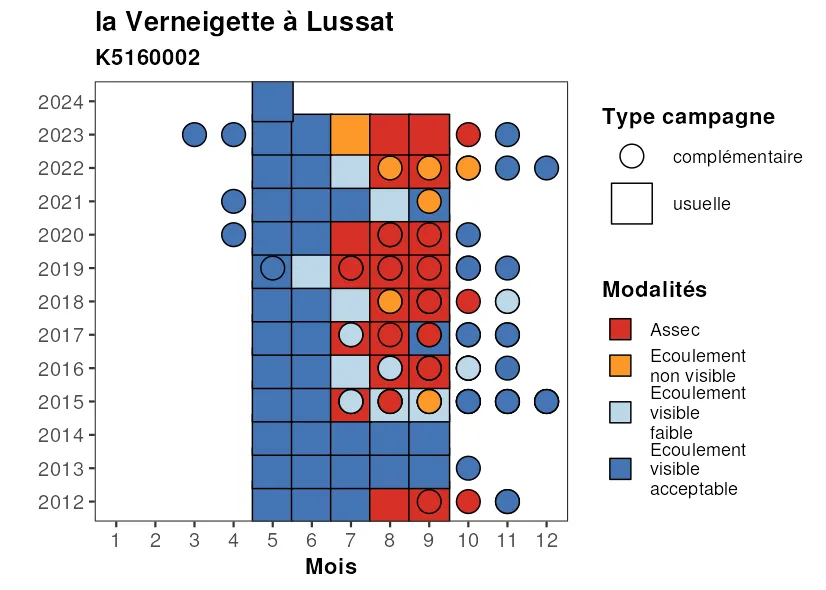 la Verneigette à Lussat
K5160002
2024
2023
2022
2021
2020
2019
2018
2017
2016
2015
2014
2013
2012
1 2 3 4 5 6 7 8 9 10 11 12
Mois
Type campagne
complémentaire
usuelle
Modalités
Assec
Ecoulement
non visible
Ecoulement
visible
faible
Ecoulement
visible
acceptable